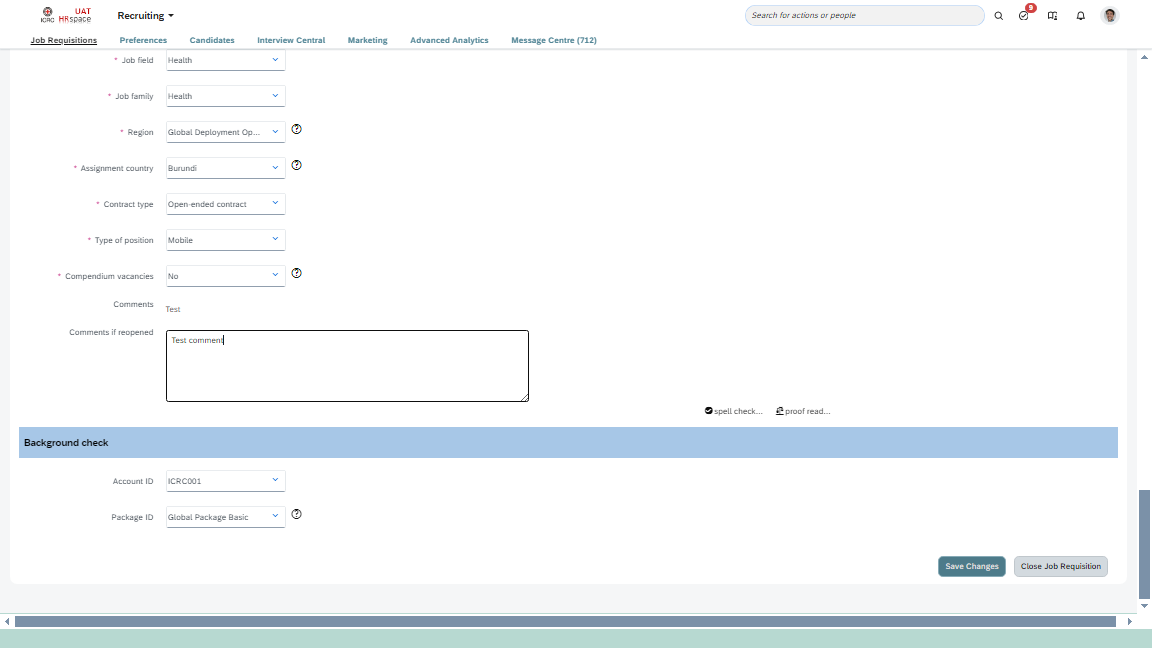 ICRC
UAT
HRspace
Recruiting
Search for actions or people
9
Job Requisitions
Preferences
Candidates
Interview Central
Marketing
Advanced Analytics
Message Centre (712)
* Job field
Health
* Job family
Health
* Region
Global Deployment Op...
?
* Assignment country
Burundi
?
* Contract type
Open-ended contract
* Type of position
Mobile
* Compendium vacancies
No
?
Comments
Test
Comments if reopened
Test comment
spell check...
proof read...
Background check
Account ID
ICRC001
Package ID
Global Package Basic
?
Save Changes
Close Job Requisition